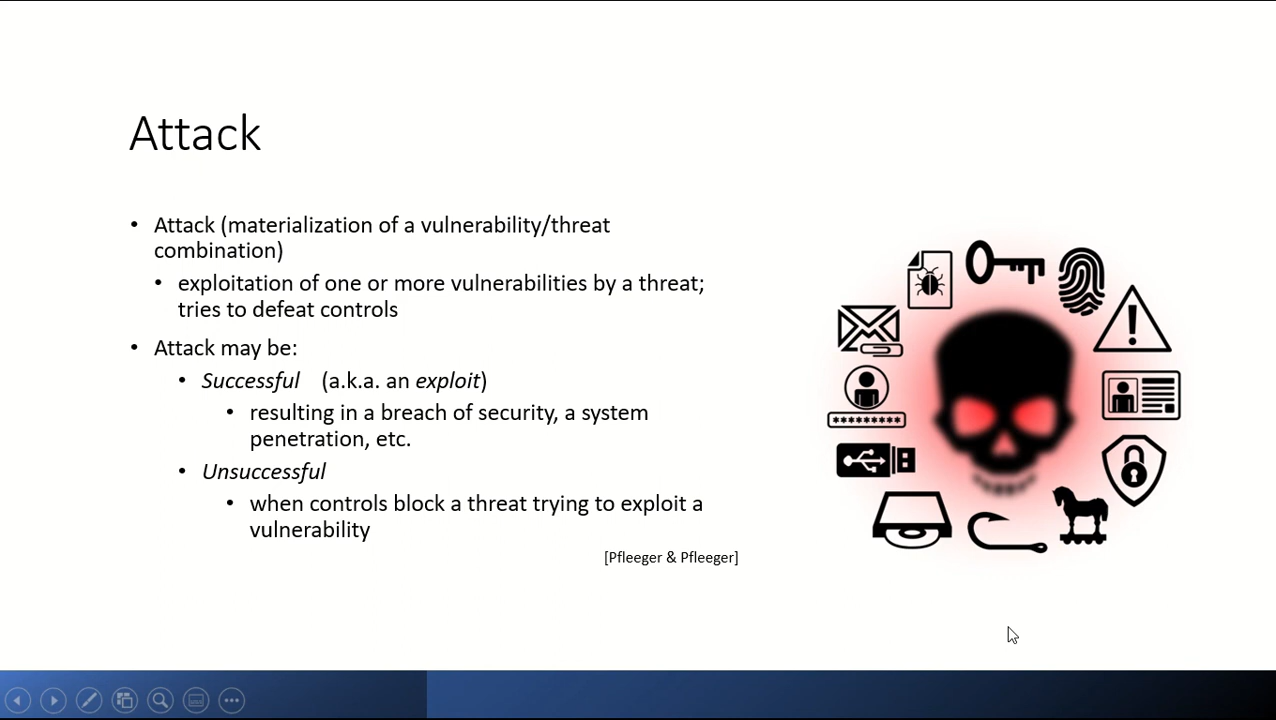 Attack
• Attack (materialization of a vulnerability/threat
combination)
• exploitation of one or more vulnerabilities by a threat;
tries to defeat controls
• Attack may be:
• Successful (a.k.a. an exploit)
• resulting in a breach of security, a system
penetration, etc.
• Unsuccessful
• when controls block a threat trying to exploit a
vulnerability
[Pfleeger & Pfleeger]